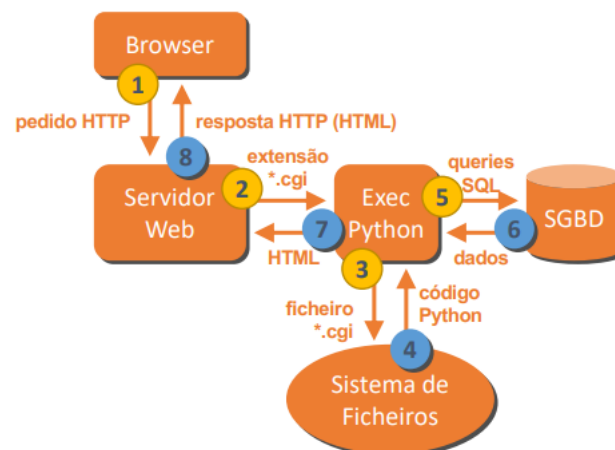 Browser
1
pedido HTTP
resposta HTTP (HTML)
8
Servidor
Web
2
extensão
*.cgi
Exec
Python
5
queries
SQL
SGBD
7
HTML
6
dados
3
ficheiro
*.cgi
código
Python
4
Sistema de
Ficheiros